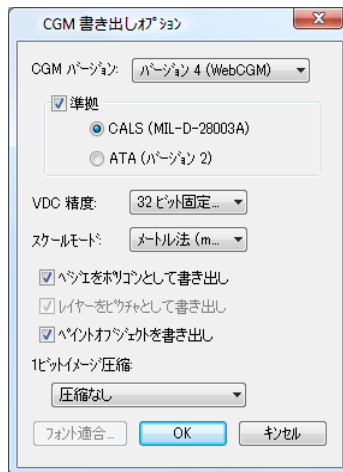 CGM 書き出しオプション
CGM バージョン: バージョン 4 (WebCGM)
準拠
CALS (MIL-D-28003A)
ATA (バージョン 2)
VDC 精度: 32 ビット固定...
スケールモード: メートル法 (m...
ベジエをポリゴンとして書き出し
レイヤーをピクチャとして書き出し
ペイントオブジェクトを書き出し
1ビットイメージ圧縮:
圧縮なし
フォント適合... OK キャンセル